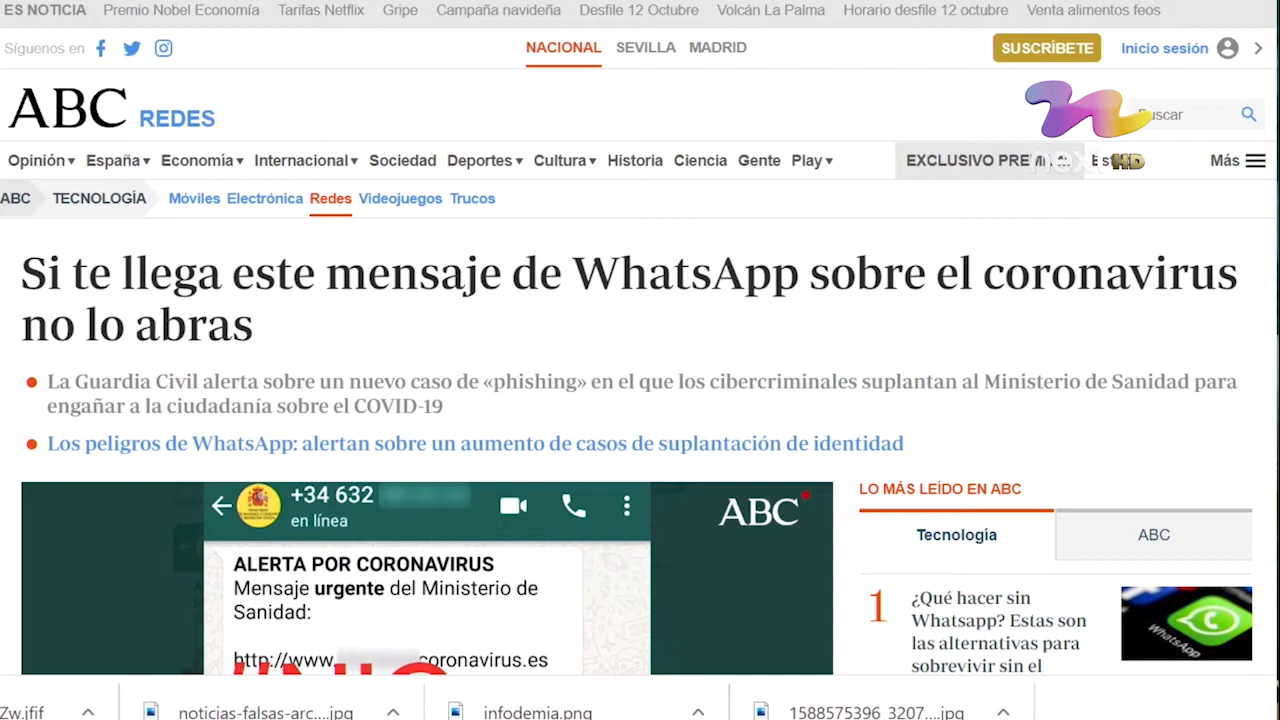 ES NOTICIA Premio Nobel Economía Tarifas Netflix Gripe Campaña navideña Desfile 12 Octubre Volcán La Palma Horario desfile 12 octubre Venta alimentos feos
Síguenos en NACIONAL SEVILLA MADRID SUSCRÍBETE Inicio sesión
ABC REDES
Opinión España Economía Internacional Sociedad Deportes Cultura Historia Ciencia Gente Play EXCLUSIVO Más
next HD
ABC TECNOLOGÍA Móviles Electrónica Redes Videojuegos Trucos
Si te llega este mensaje de WhatsApp sobre el coronavirus
no lo abras
La Guardia Civil alerta sobre un nuevo caso de «phishing» en el que los cibercriminales suplantan al Ministerio de Sanidad para
engañar a la ciudadanía sobre el COVID-19
Los peligros de WhatsApp: alertan sobre un aumento de casos de suplantación de identidad
+34 632
en línea
ABC
ALERTA POR CORONAVIRUS
Mensaje urgente del Ministerio de
Sanidad:
http://www. coronavirus.es
LO MÁS LEÍDO EN ABC
Tecnología ABC
1 ¿Qué hacer sin
Whatsapp? Estas son
las alternativas para
sobrevivir sin el
WhatsApp
Zw.jfif noticias-falsas-arc....jpg infodemia.png 1588575396_3207....jpg